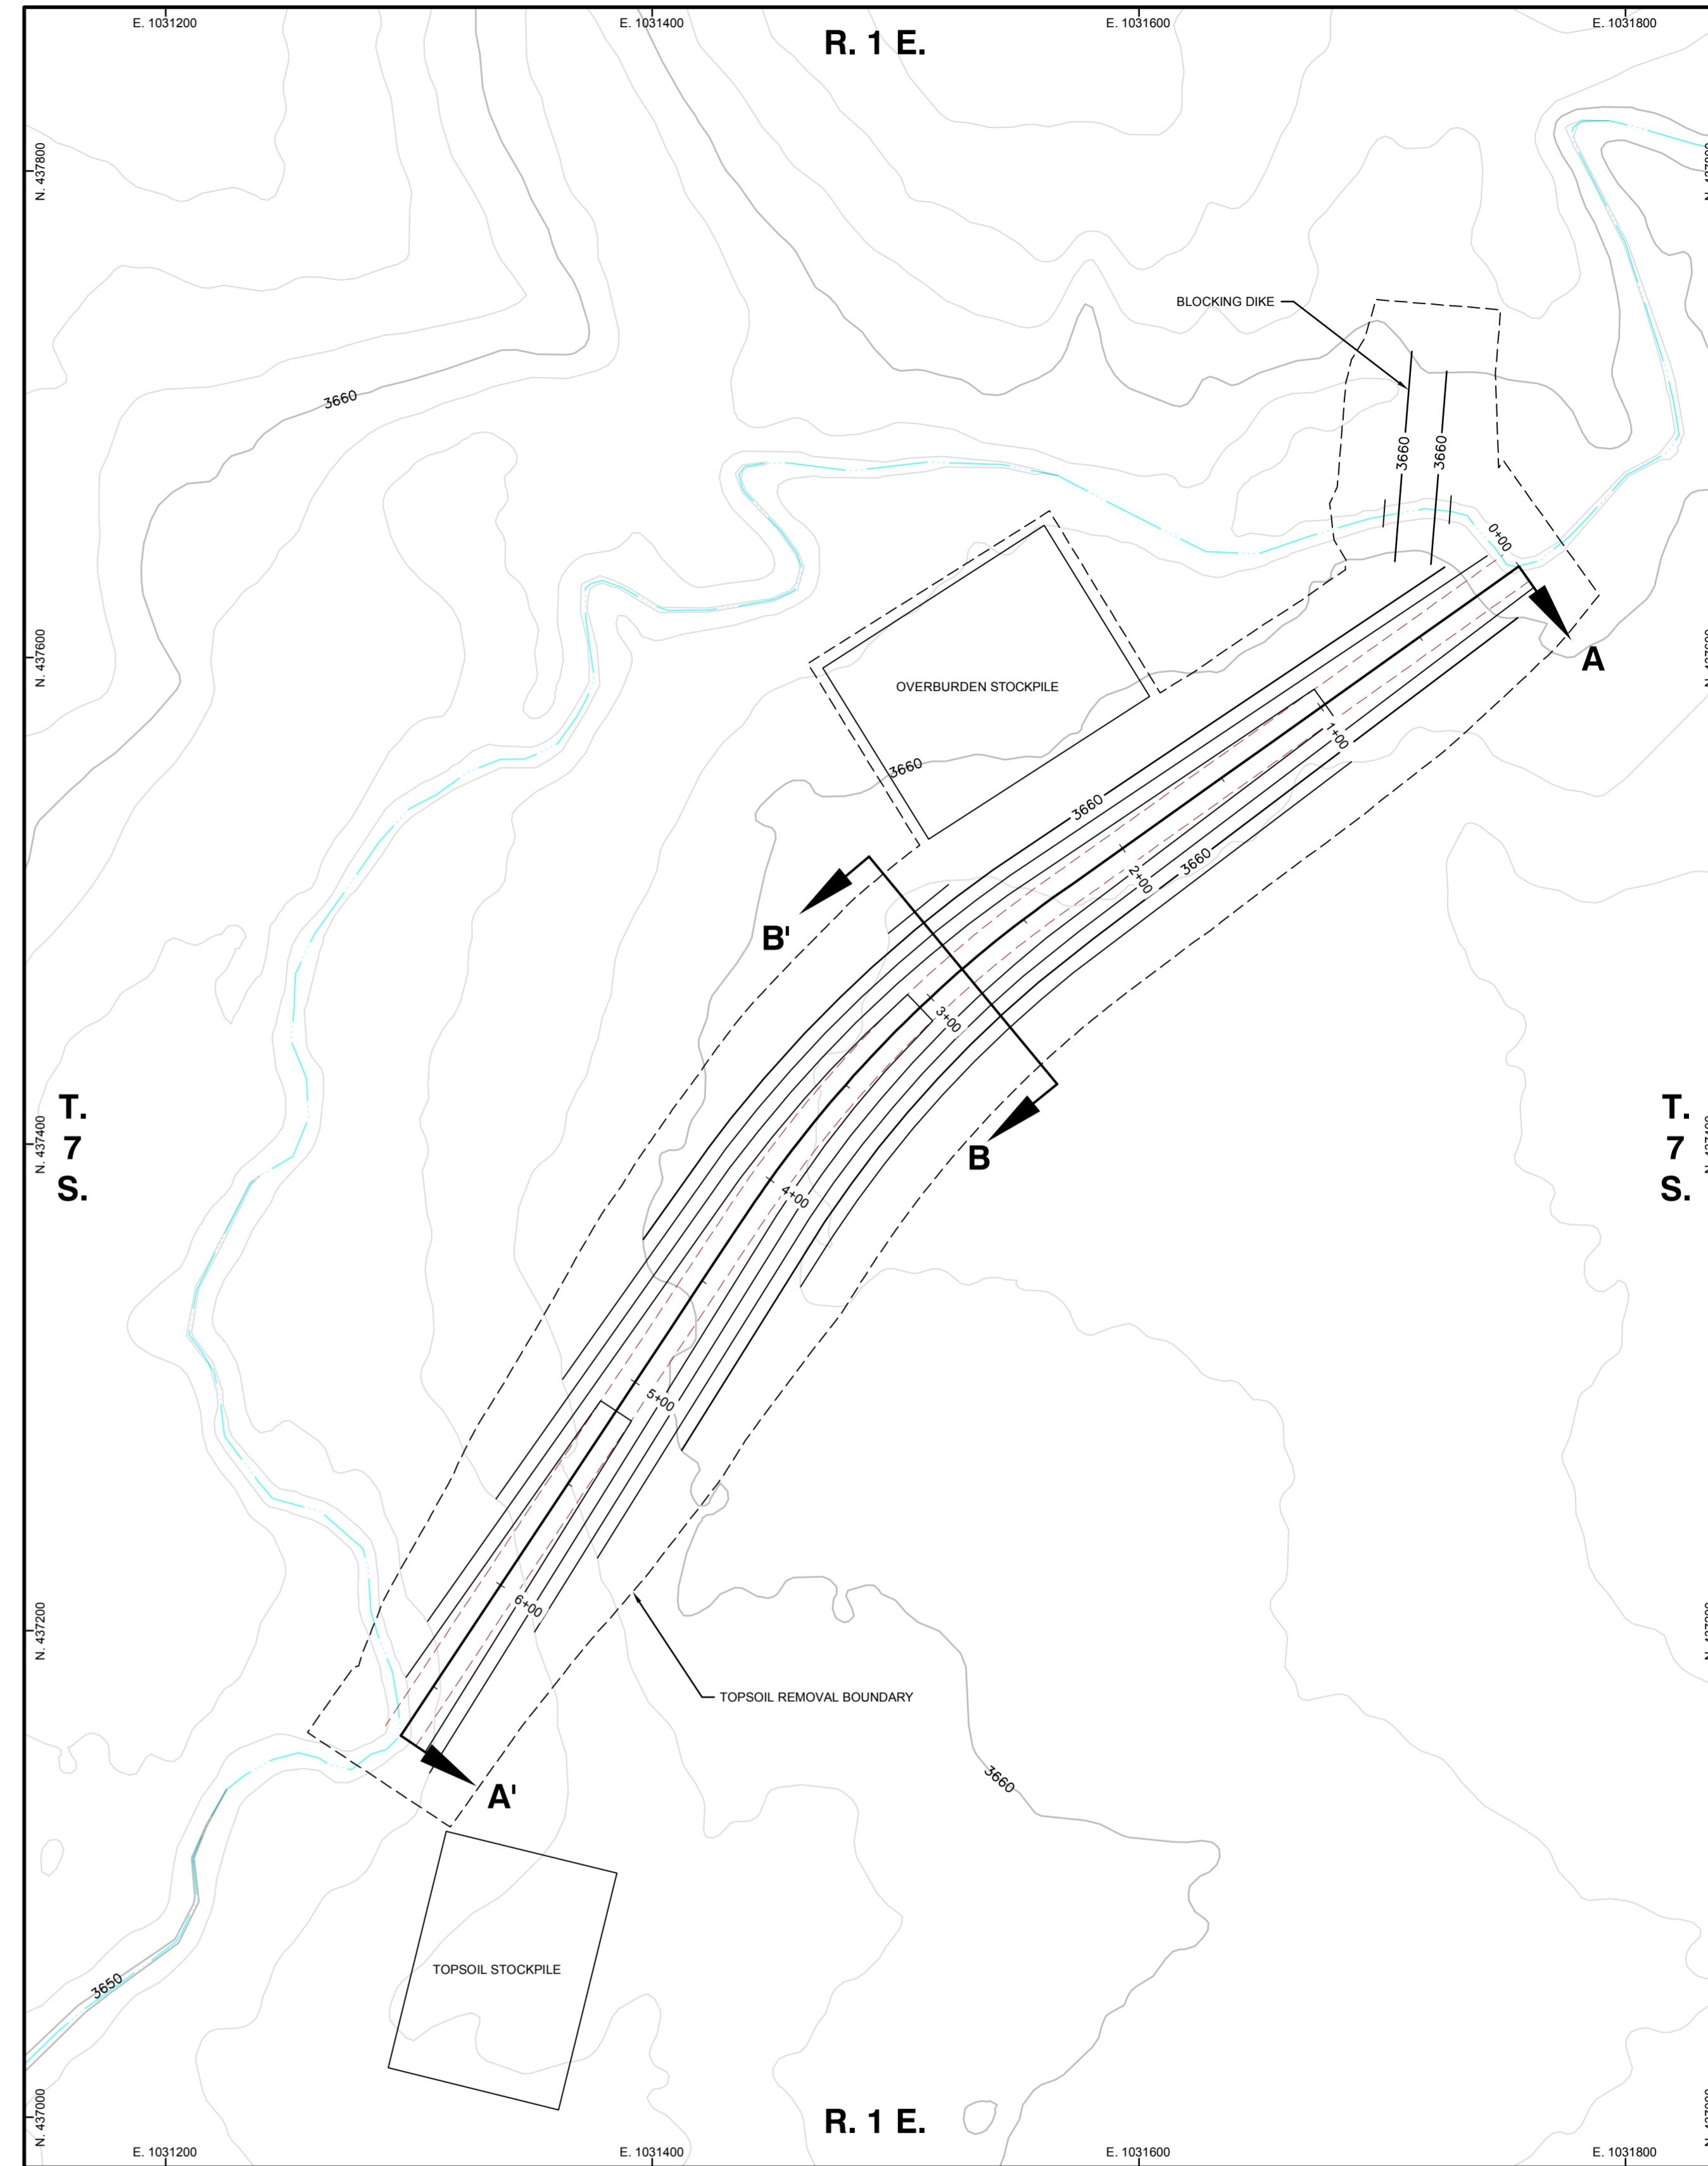 E. 1031200
E. 1031400
E. 1031600
E. 1031800
R. 1 E.
N. 437800
BLOCKING DIKE
3660
3660
3660
0+00
N. 437600
A
OVERBURDEN STOCKPILE
1+00
3660
3660
3660
2+00
B'
3+00
T.
7
S.
T.
7
S.
N. 437400
B
4+00
5+00
6+00
N. 437200
TOPSOIL REMOVAL BOUNDARY
3660
A'
TOPSOIL STOCKPILE
3650
N. 437000
R. 1 E.
E. 1031200
E. 1031400
E. 1031600
E. 1031800